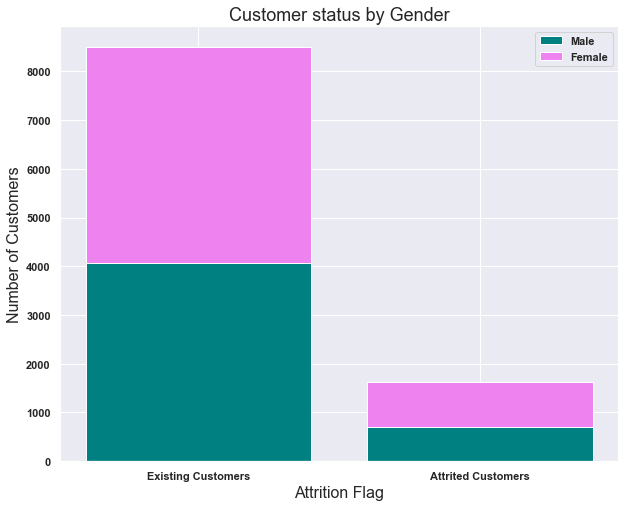 Customer status by Gender
Male
Female
8000
7000
6000
5000
4000
3000
2000
1000
0
Number of Customers
Existing Customers
Attrited Customers
Attrition Flag